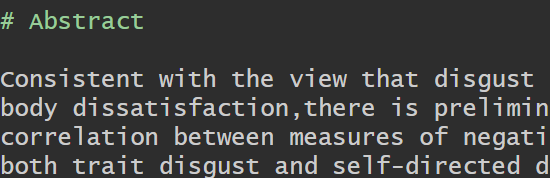 # Abstract
Consistent with the view that disgust
body dissatisfaction,there is prelimin
correlation between measures of negati
both trait disgust and self-directed d